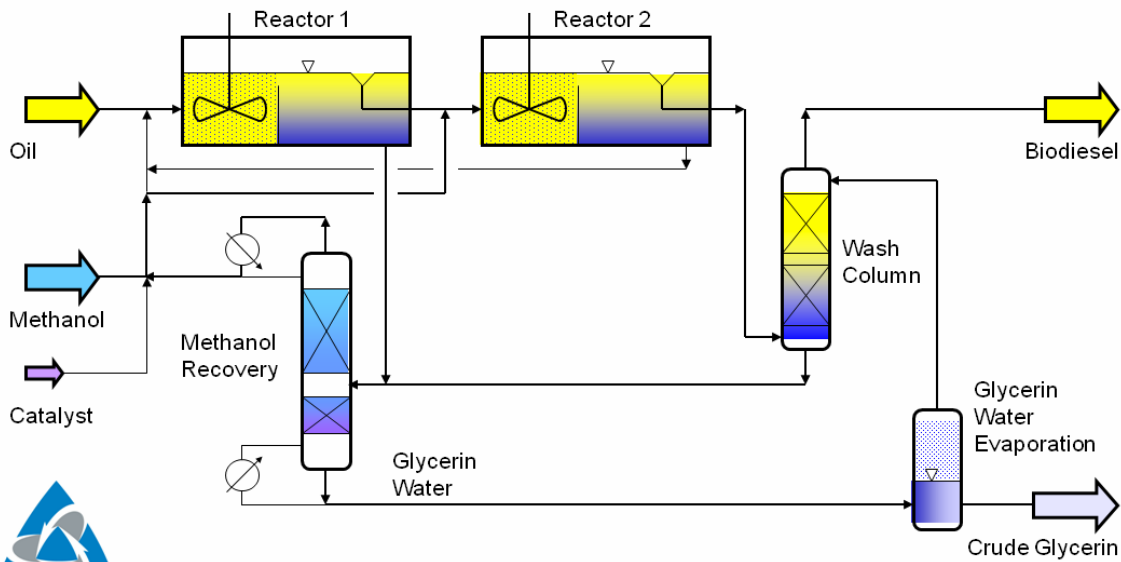 Reactor 1
Reactor 2
Oil
Biodiesel
Wash
Column
Methanol
Methanol
Recovery
Catalyst
Glycerin
Water
Evaporation
Glycerin
Water
Crude Glycerin